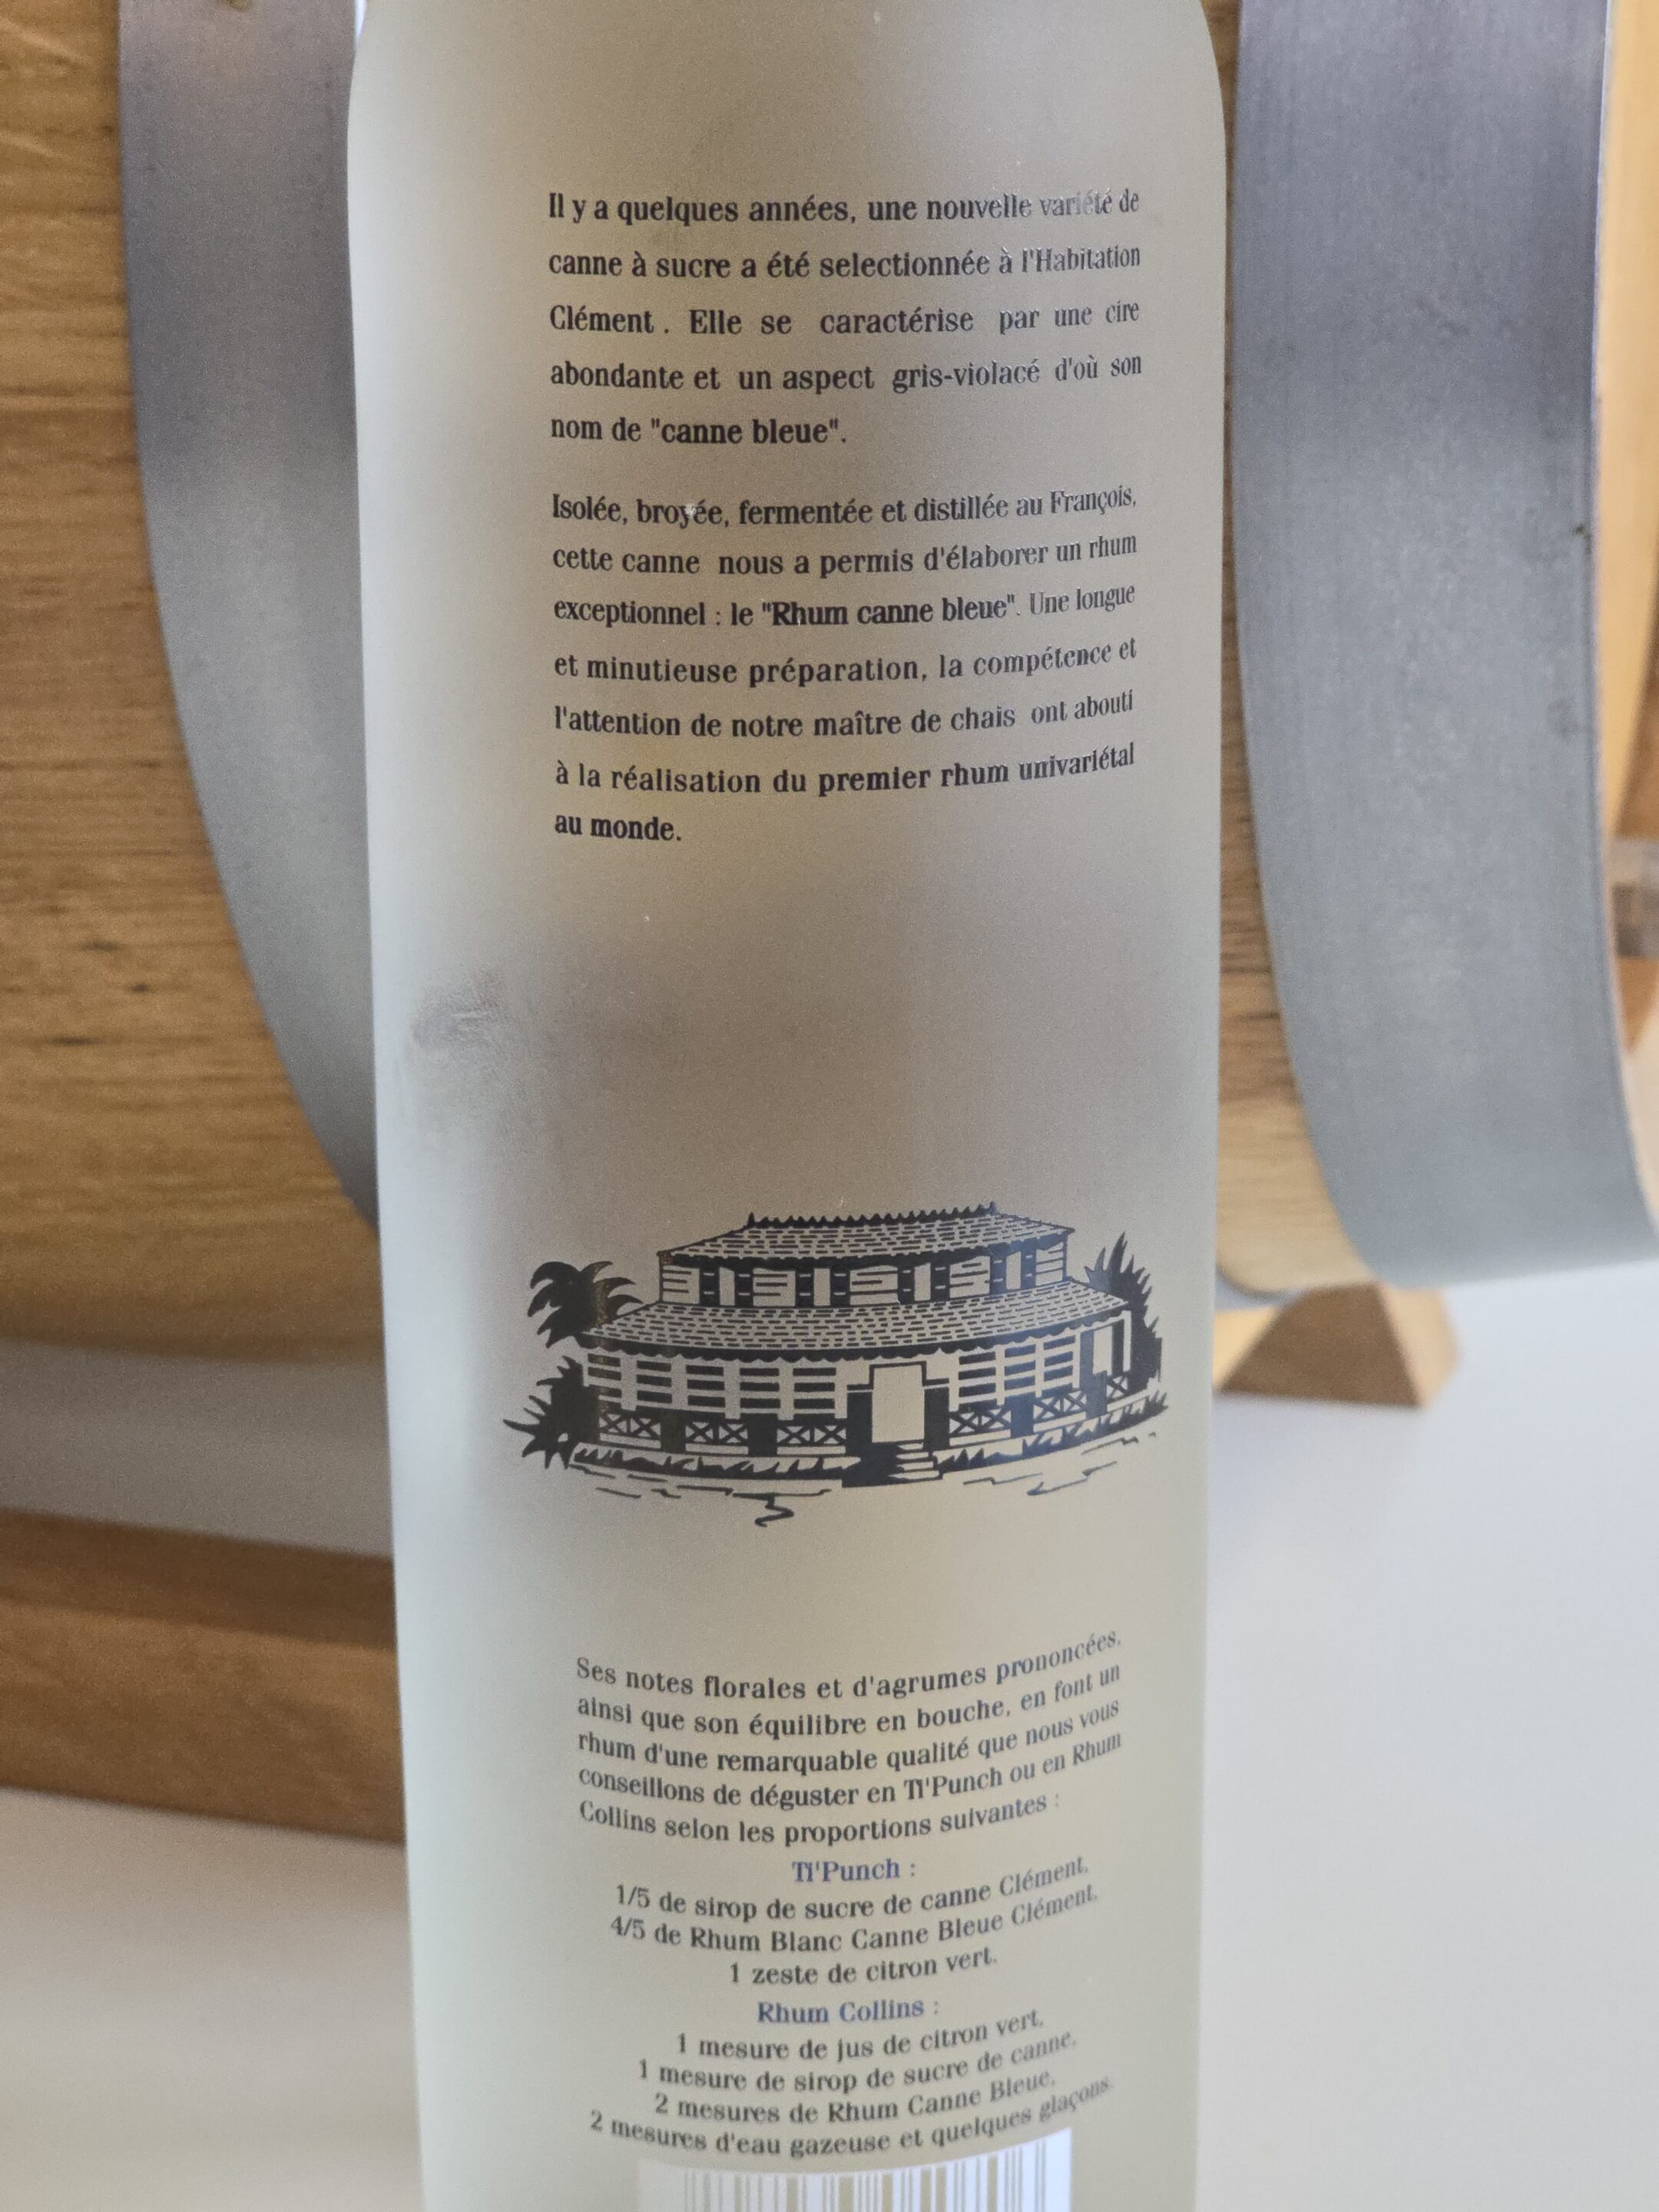 Il y a quelques années, une nouvelle variété de
canne à sucre a été selectionnée à l'Habitation
Clément . Elle se caractérise par une cire
abondante et un aspect gris-violacé d'où son
nom de "canne bleue".
Isolée, broyée, fermentée et distillée au François,
cette canne nous a permis d'élaborer un rhum
exceptionnel : le "Rhum canne bleue". Une longue
et minutieuse préparation, la compétence et
l'attention de notre maître de chais ont abouti
à la réalisation du premier rhum univariétal
au monde.
Ses notes florales et d'agrumes prononcées,
ainsi que son équilibre en bouche, en font un
rhum d'une remarquable qualité que nous vous
conseillons de déguster en Ti'Punch ou en Rhum
Collins selon les proportions suivantes :
Ti'Punch :
1/5 de sirop de sucre de canne Clément,
4/5 de Rhum Blanc Canne Bleue Clément,
1 zeste de citron vert.
Rhum Collins :
1 mesure de jus de citron vert,
1 mesure de sirop de sucre de canne,
2 mesures de Rhum Canne Bleue,
2 mesures d'eau gazeuse et quelques glaçons.